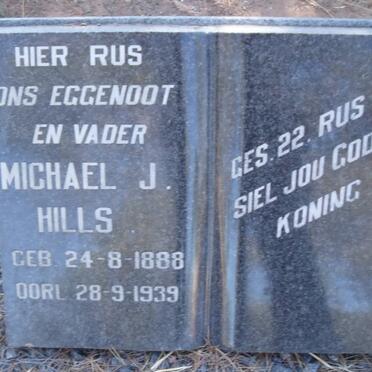 HIER RUS
ONS EGGENOOT
EN VADER
MICHAEL J.
HILLS
GEB. 24-8-1888
OORL. 28-9-1939
GES. 22. RUS
SIEL JOU GOD
KONING